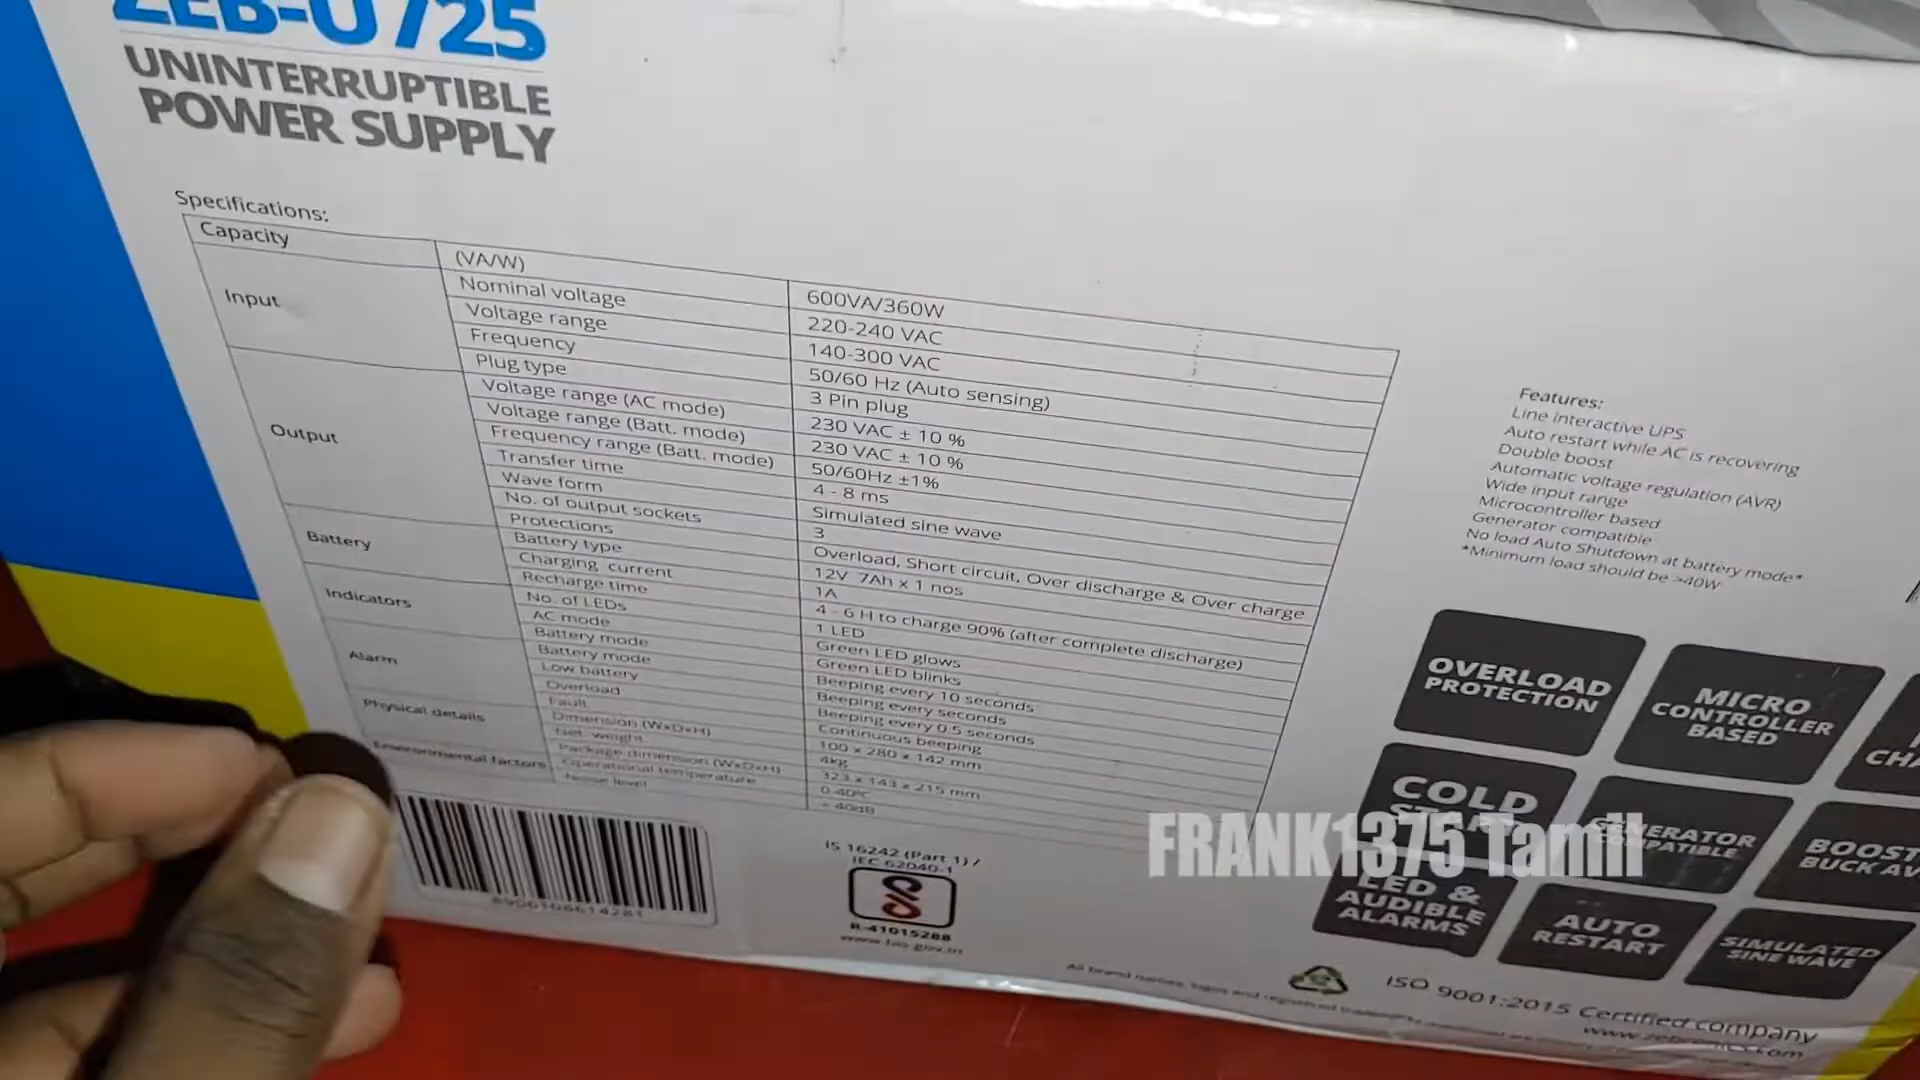 ZEB-U725
UNINTERRUPTIBLE
POWER SUPPLY
Specifications:
Capacity (VA/W) 600VA/360W
Input Nominal voltage 220-240 VAC
Voltage range 140-300 VAC
Frequency 50/60 Hz (Auto sensing)
Plug type 3 Pin plug
Output Voltage range (AC mode) 230 VAC ± 10 %
Voltage range (Batt. mode) 230 VAC ± 10 %
Frequency range (Batt. mode) 50/60Hz ±1%
Transfer time 4 - 8 ms
Wave form Simulated sine wave
No. of output sockets 3
Protections Overload, Short circuit, Over discharge & Over charge
Battery Battery type 12V 7Ah x 1 nos
Charging current 1A
Recharge time 4 - 6 H to charge 90% (after complete discharge)
Indicators No. of LEDs 1 LED
AC mode Green LED glows
Battery mode Green LED blinks
Alarm Battery mode Beeping every 10 seconds
Low battery Beeping every seconds
Overload Beeping every 0.5 seconds
Fault Continuous beeping
Physical details Dimension (WxDxH) 100 x 280 x 142 mm
Net. weight 4kg
Package dimension (WxDxH) 323 x 143 x 215 mm
Environmental factors Operational temperature 0-40°C
Noise level < 40dB
Features:
Line interactive UPS
Auto restart while AC is recovering
Double boost
Automatic voltage regulation (AVR)
Wide input range
Microcontroller based
Generator compatible
No load Auto Shutdown at battery mode*
*Minimum load should be >40W
OVERLOAD
PROTECTION
MICRO
CONTROLLER
BASED
COLD
GENERATOR
COMPATIBLE
BOOST
LED &
AUDIBLE
ALARMS
AUTO
RESTART
SIMULATED
SINE WAVE
FRANK1375 Tamil
8906108614281
IS 16242 (Part 1) /
IEC 62040-1
R-41015288
www.bis.gov.in
ISO 9001:2015 Certified company